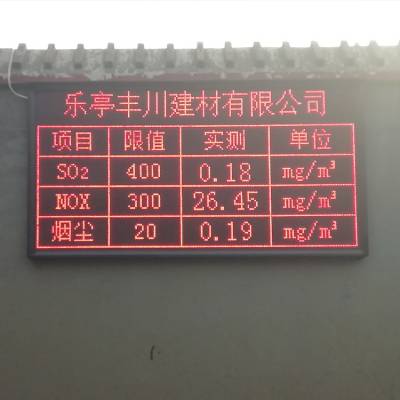 乐亭丰川建材有限公司
项目 限值 实测 单位
SO₂ 400 0.18 mg/m³
NOX 300 26.45 mg/m³
烟尘 20 0.19 mg/m³